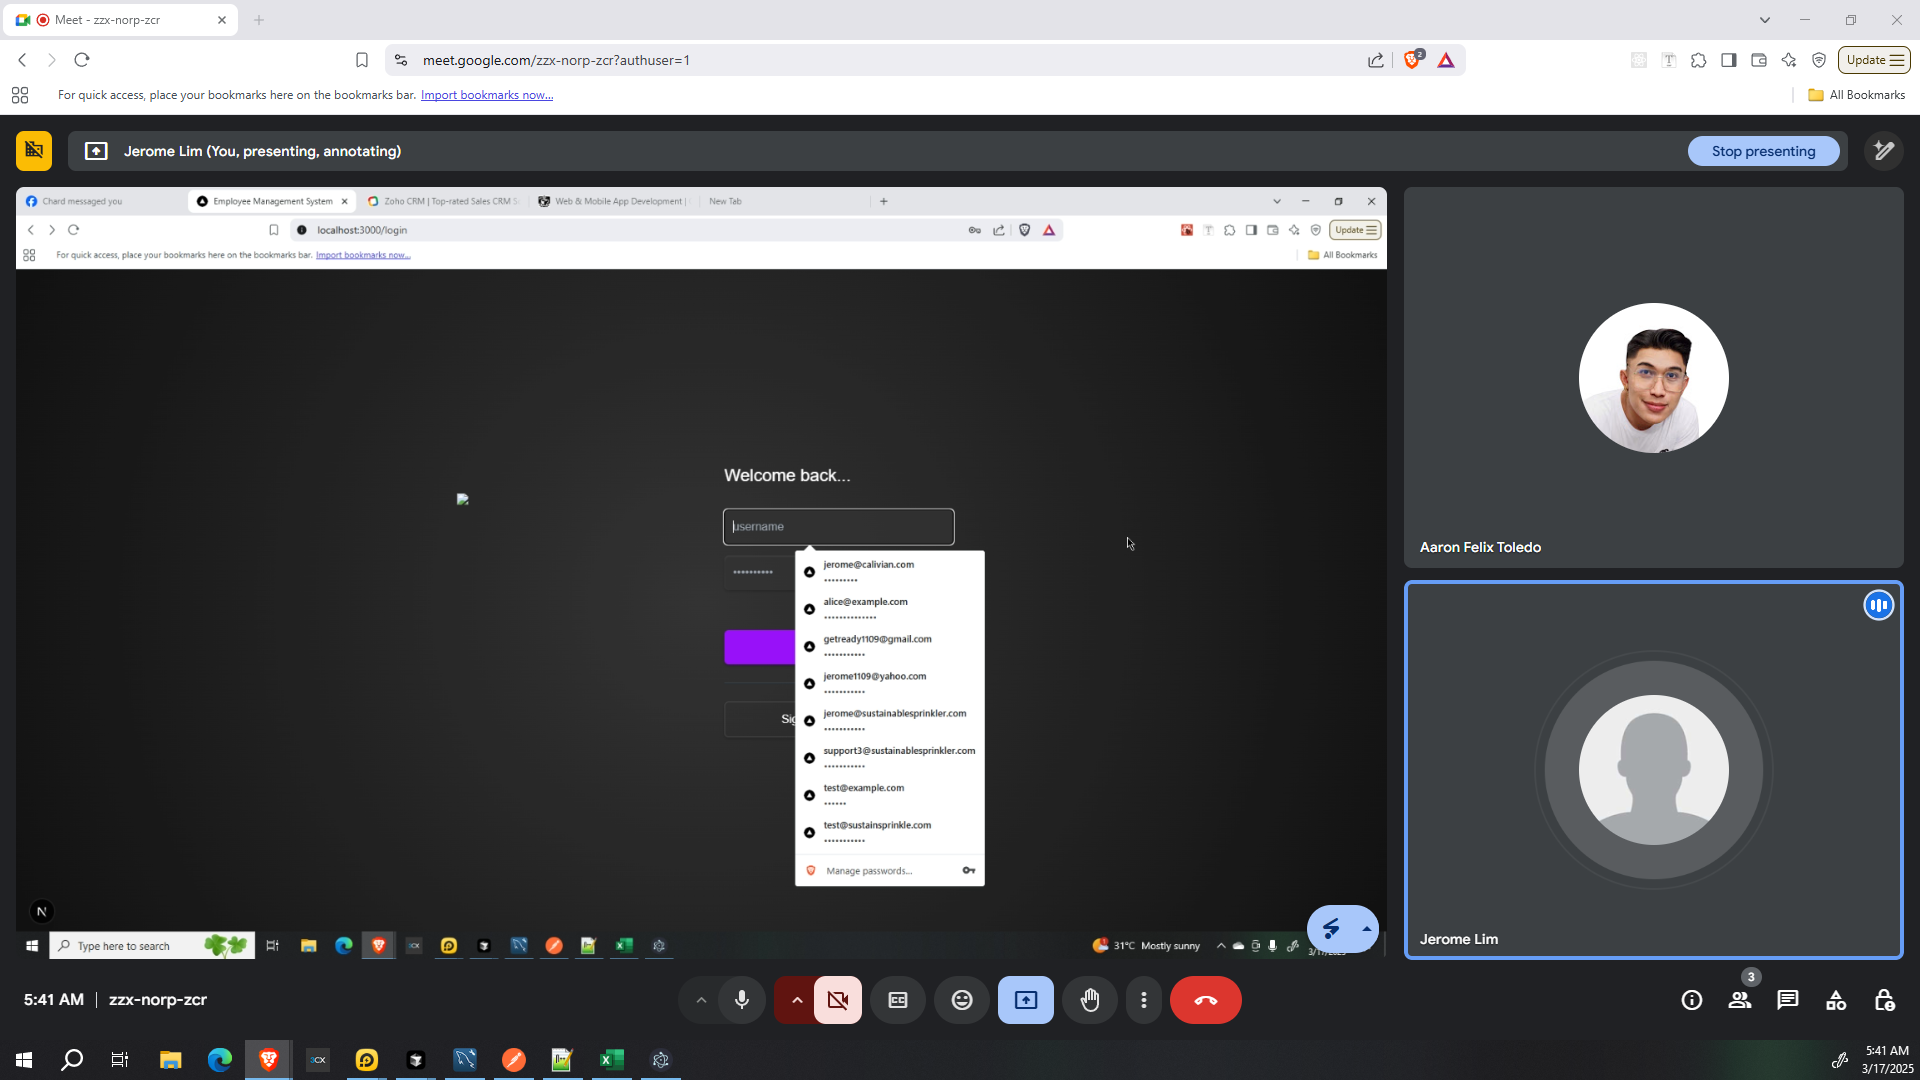 Meet - zzx-norp-zcr
meet.google.com/zzx-norp-zcr?authuser=1
2
Update
For quick access, place your bookmarks here on the bookmarks bar. Import bookmarks now...
All Bookmarks
Jerome Lim (You, presenting, annotating)
Stop presenting
Chard messaged you
Employee Management System
Zoho CRM | Top-rated Sales CRM S
Web & Mobile App Development |
New Tab
localhost:3000/login
Update
For quick access, place your bookmarks here on the bookmarks bar. Import bookmarks now...
All Bookmarks
Welcome back...
username
••••••••••
jerome@calivian.com
•••••••••
alice@example.com
••••••••••••••
getready1109@gmail.com
•••••••••••
jerome1109@yahoo.com
•••••••••••
jerome@sustainablesprinkler.com
•••••••••••
support3@sustainablesprinkler.com
•••••••••••
test@example.com
••••••
test@sustainsprinkle.com
•••••••••••
Manage passwords...
Sig
N
Type here to search
31°C Mostly sunny
Aaron Felix Toledo
Jerome Lim
5:41 AM | zzx-norp-zcr
3
5:41 AM
3/17/2025